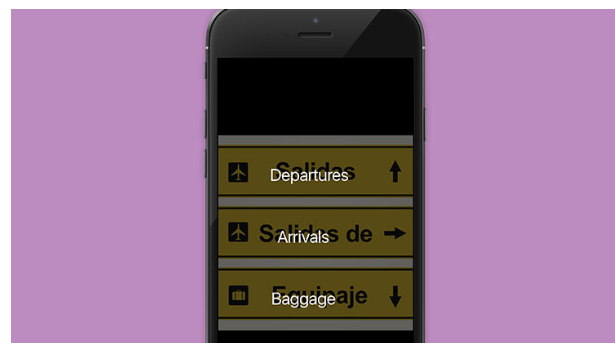 Salidas
Departures
Salidas de
Arrivals
Equipaje
Baggage